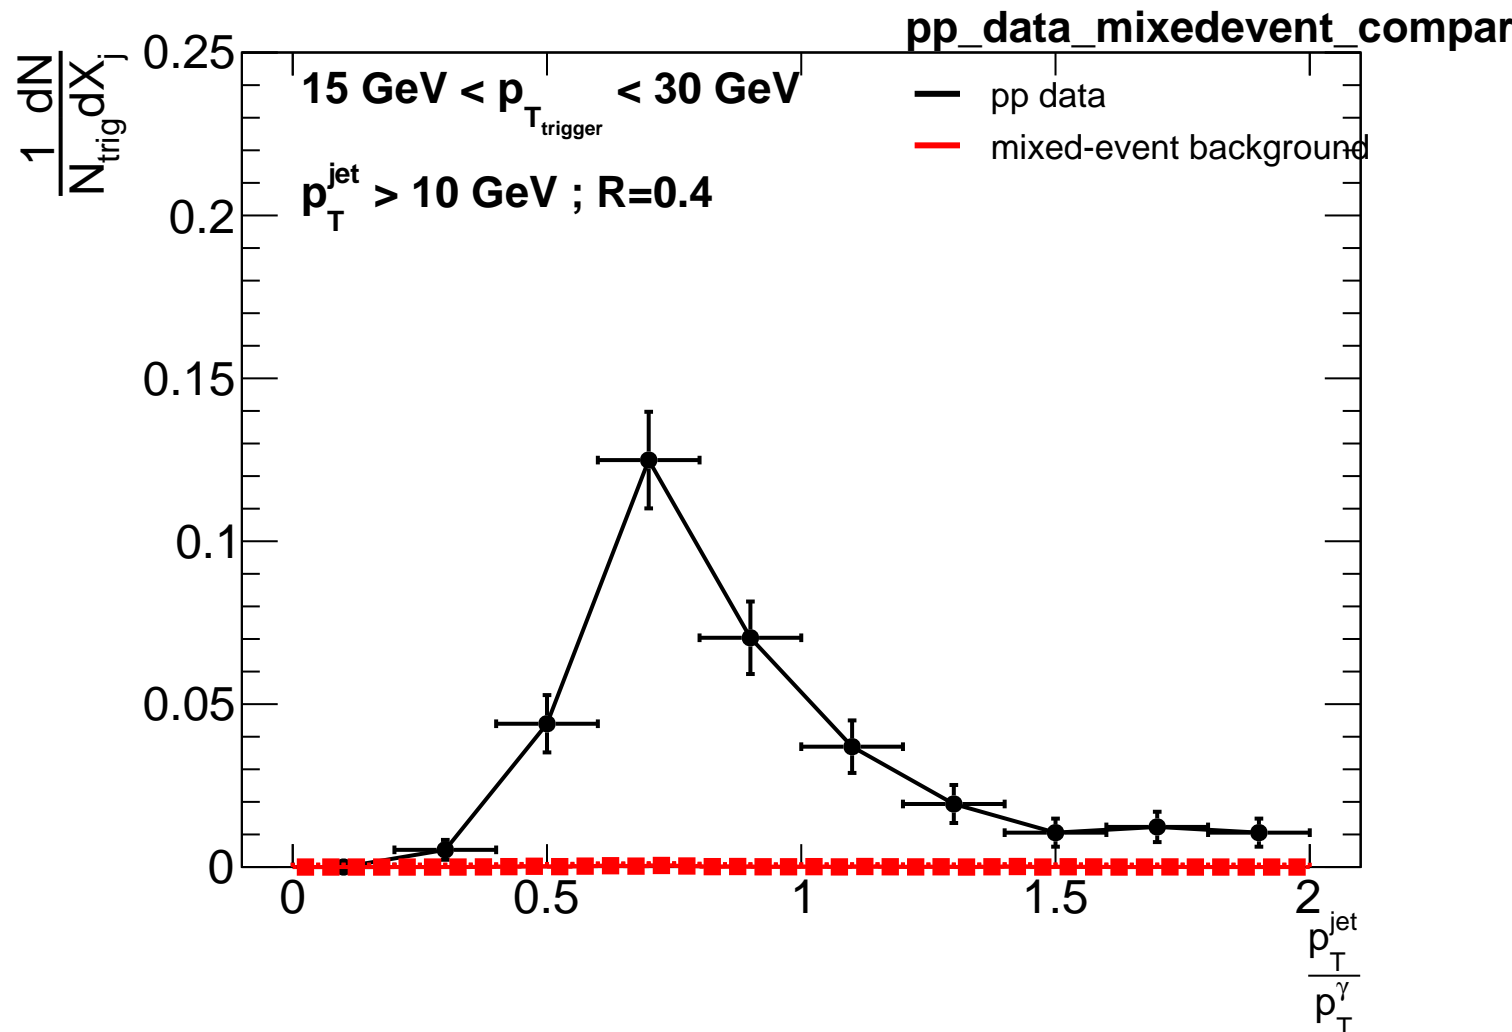 pp_data_mixedevent_compar
1 dN
N_trig dX_j
0.25
0.2
0.15
0.1
0.05
0
15 GeV < p_T_trigger < 30 GeV
p_T^jet > 10 GeV ; R=0.4
pp data
mixed-event background
0 0.5 1 1.5 2
p_T^jet
p_T^γ